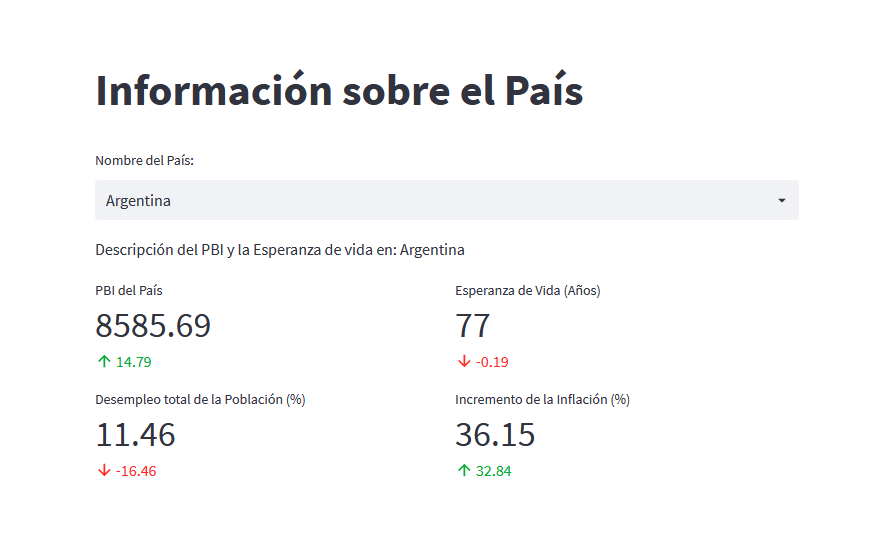 Información sobre el País
Nombre del País:
Argentina
Descripción del PBI y la Esperanza de vida en: Argentina
PBI del País
8585.69
14.79
Esperanza de Vida (Años)
77
-0.19
Desempleo total de la Población (%)
11.46
-16.46
Incremento de la Inflación (%)
36.15
32.84